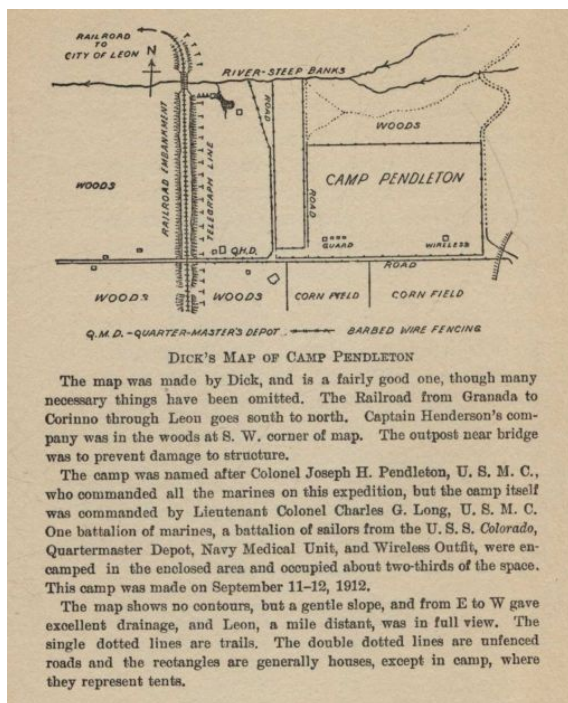 RAILROAD
TO
CITY OF LEON
N
RIVER-STEEP BANKS
ROAD
WOODS
RAILROAD EMBANKMENT
TELEGRAPH LINE
WOODS
CAMP PENDLETON
ROAD
GUARD
WIRELESS
Q.M.D.
ROAD
WOODS
WOODS
CORN FIELD
CORN FIELD
Q.M.D. - QUARTER-MASTER'S DEPOT. BARBED WIRE FENCING
DICK'S MAP OF CAMP PENDLETON
The map was made by Dick, and is a fairly good one, though many
necessary things have been omitted. The Railroad from Granada to
Corinno through Leon goes south to north. Captain Henderson's com-
pany was in the woods at S. W. corner of map. The outpost near bridge
was to prevent damage to structure.
The camp was named after Colonel Joseph H. Pendleton, U. S. M. C.,
who commanded all the marines on this expedition, but the camp itself
was commanded by Lieutenant Colonel Charles G. Long, U. S. M. C.
One battalion of marines, a battalion of sailors from the U. S. S. Colorado,
Quartermaster Depot, Navy Medical Unit, and Wireless Outfit, were en-
camped in the enclosed area and occupied about two-thirds of the space.
This camp was made on September 11-12, 1912.
The map shows no contours, but a gentle slope, and from E to W gave
excellent drainage, and Leon, a mile distant, was in full view. The
single dotted lines are trails. The double dotted lines are unfenced
roads and the rectangles are generally houses, except in camp, where
they represent tents.